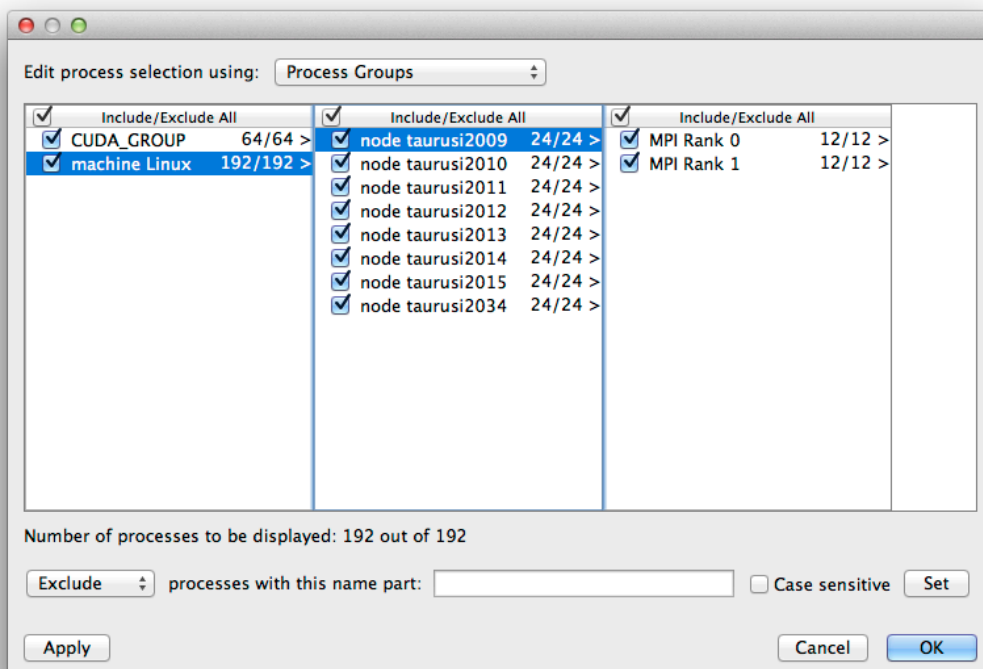 Edit process selection using: Process Groups
Include/Exclude All Include/Exclude All Include/Exclude All
CUDA_GROUP 64/64 > node taurusi2009 24/24 > MPI Rank 0 12/12 >
machine Linux 192/192 > node taurusi2010 24/24 > MPI Rank 1 12/12 >
node taurusi2011 24/24 >
node taurusi2012 24/24 >
node taurusi2013 24/24 >
node taurusi2014 24/24 >
node taurusi2015 24/24 >
node taurusi2034 24/24 >
Number of processes to be displayed: 192 out of 192
Exclude processes with this name part: Case sensitive Set
Apply Cancel OK